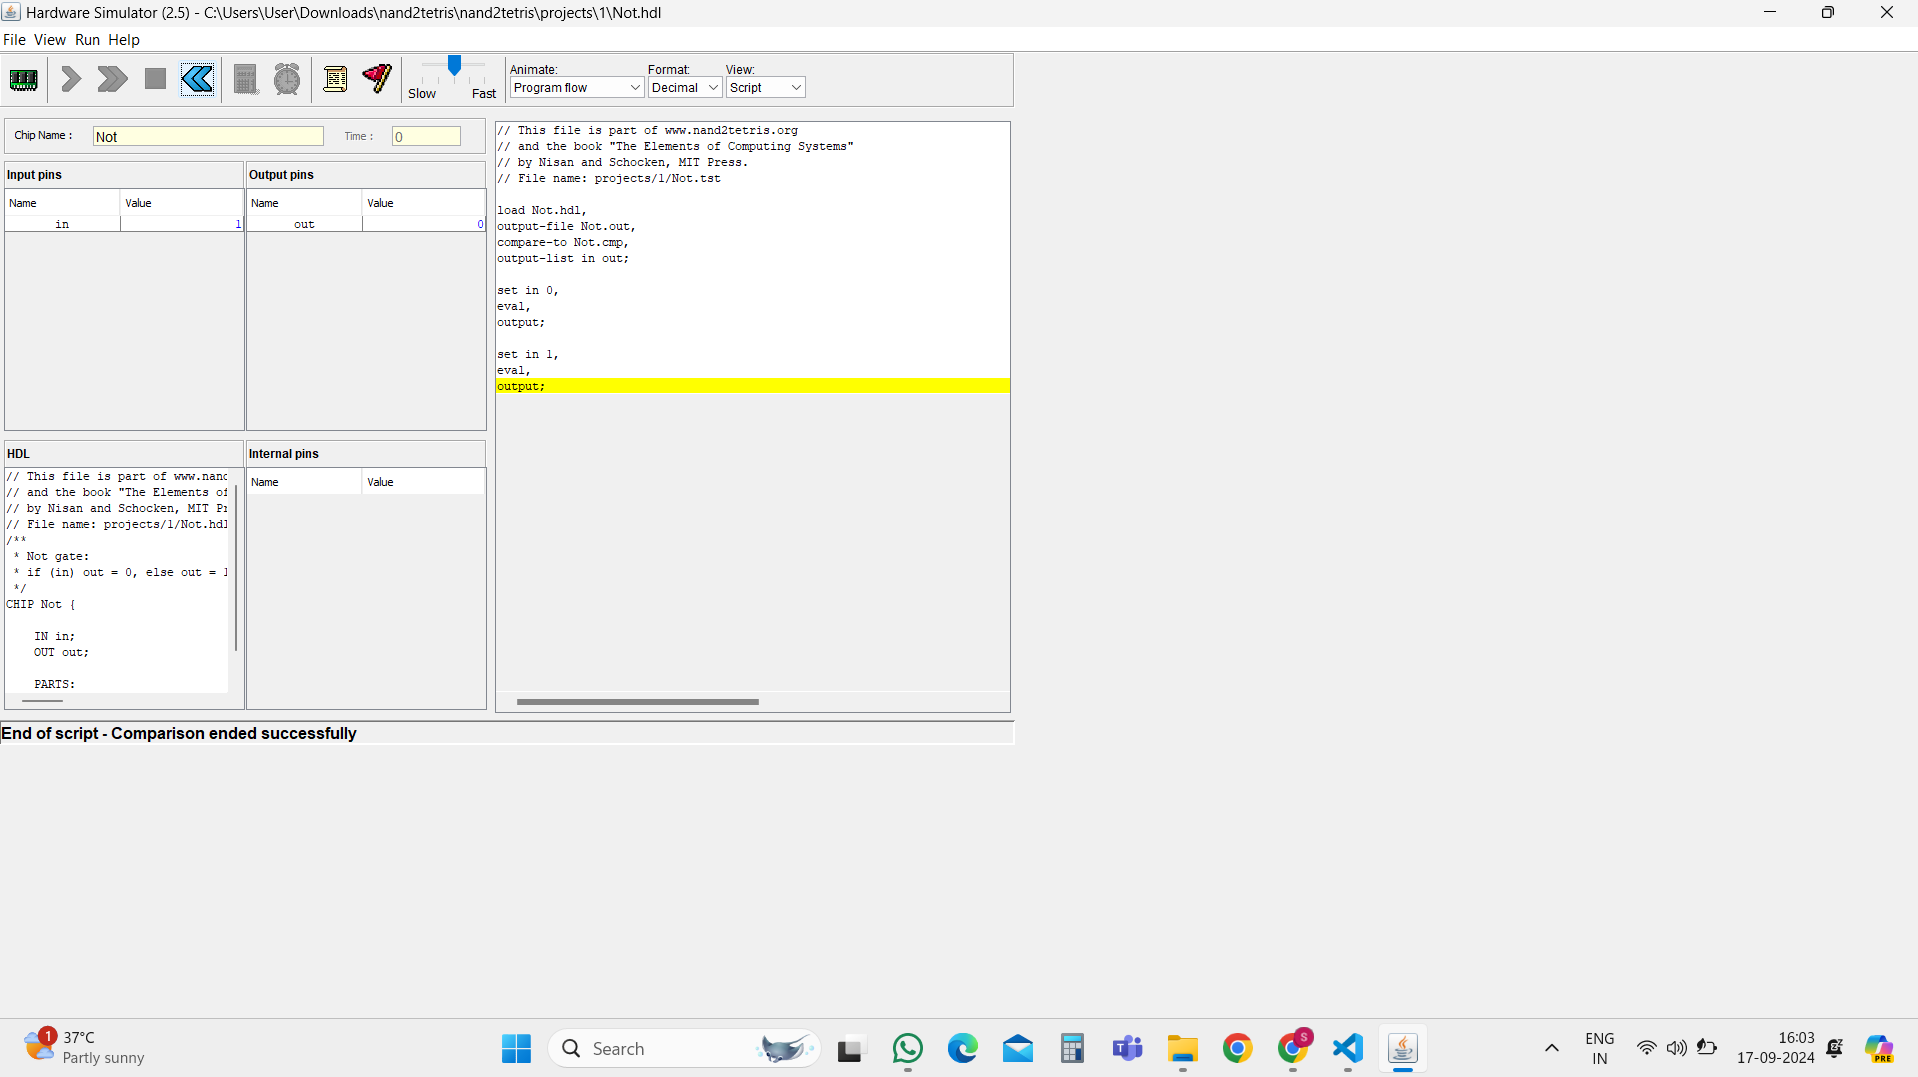 Hardware Simulator (2.5) - C:\Users\User\Downloads\nand2tetris\nand2tetris\projects\1\Not.hdl
File View Run Help
Slow Fast
Animate: Format: View:
Program flow Decimal Script
Chip Name : Not Time : 0
Input pins
Name Value
in 1
Output pins
Name Value
out 0
HDL
// This file is part of www.nand
// and the book "The Elements of
// by Nisan and Schocken, MIT Pr
// File name: projects/1/Not.hdl
/**
* Not gate:
* if (in) out = 0, else out = 1
*/
CHIP Not {
IN in;
OUT out;
PARTS:
Internal pins
Name Value
// This file is part of www.nand2tetris.org
// and the book "The Elements of Computing Systems"
// by Nisan and Schocken, MIT Press.
// File name: projects/1/Not.tst
load Not.hdl,
output-file Not.out,
compare-to Not.cmp,
output-list in out;
set in 0,
eval,
output;
set in 1,
eval,
output;
End of script - Comparison ended successfully
1
37°C
Partly sunny
Search
S
ENG
IN
16:03
17-09-2024
PRE